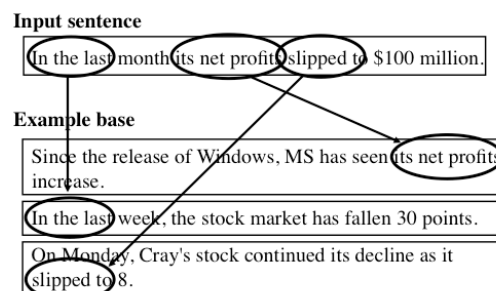 Input sentence
In the last month its net profits slipped to $100 million.
Example base
Since the release of Windows, MS has seen its net profits
increase.
In the last week, the stock market has fallen 30 points.
On Monday, Cray's stock continued its decline as it
slipped to 8.